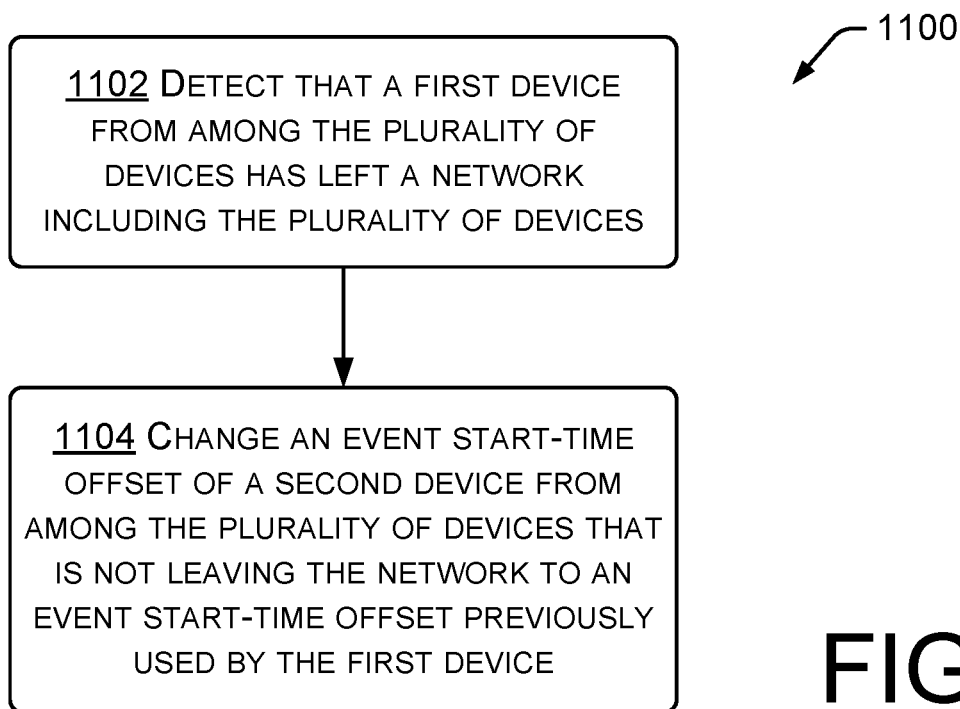 1100
1102 DETECT THAT A FIRST DEVICE
FROM AMONG THE PLURALITY OF
DEVICES HAS LEFT A NETWORK
INCLUDING THE PLURALITY OF DEVICES
1104 CHANGE AN EVENT START-TIME
OFFSET OF A SECOND DEVICE FROM
AMONG THE PLURALITY OF DEVICES THAT
IS NOT LEAVING THE NETWORK TO AN
EVENT START-TIME OFFSET PREVIOUSLY
USED BY THE FIRST DEVICE
FIG